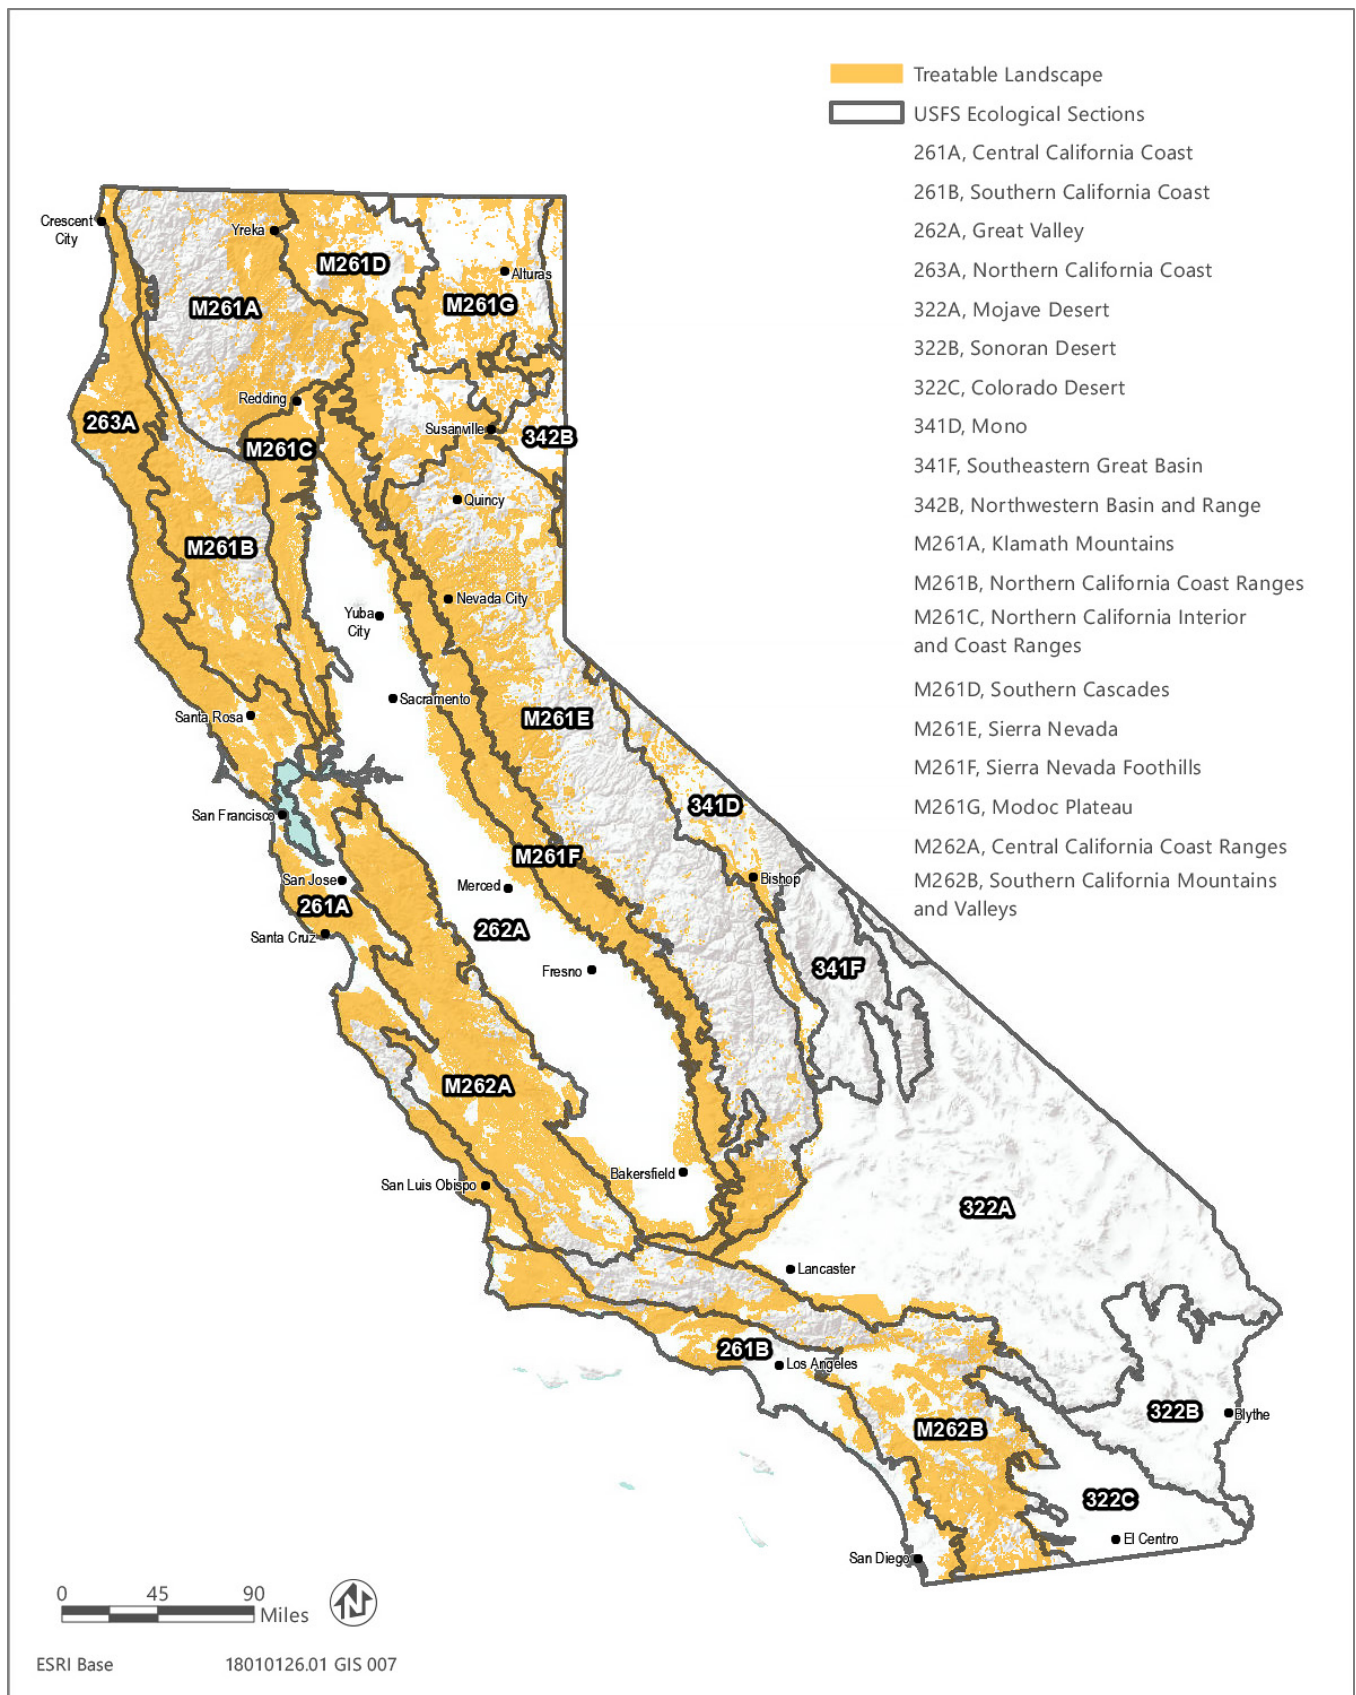 Treatable Landscape
USFS Ecological Sections
261A, Central California Coast
261B, Southern California Coast
262A, Great Valley
263A, Northern California Coast
322A, Mojave Desert
322B, Sonoran Desert
322C, Colorado Desert
341D, Mono
341F, Southeastern Great Basin
342B, Northwestern Basin and Range
M261A, Klamath Mountains
M261B, Northern California Coast Ranges
M261C, Northern California Interior
and Coast Ranges
M261D, Southern Cascades
M261E, Sierra Nevada
M261F, Sierra Nevada Foothills
M261G, Modoc Plateau
M262A, Central California Coast Ranges
M262B, Southern California Mountains
and Valleys
Crescent
City
Yreka
M261D
Alturas
M261A
M261G
Redding
263A
Susanville
342B
M261C
Quincy
M261B
Nevada City
Yuba
City
Sacramento
Santa Rosa
M261E
341D
San Francisco
M261F
San Jose
Merced
Bishop
261A
Santa Cruz
262A
Fresno
341F
M262A
Bakersfield
San Luis Obispo
322A
Lancaster
261B
Los Angeles
322B
Blythe
M262B
322C
El Centro
San Diego
0 45 90
Miles
N
ESRI Base 18010126.01 GIS 007